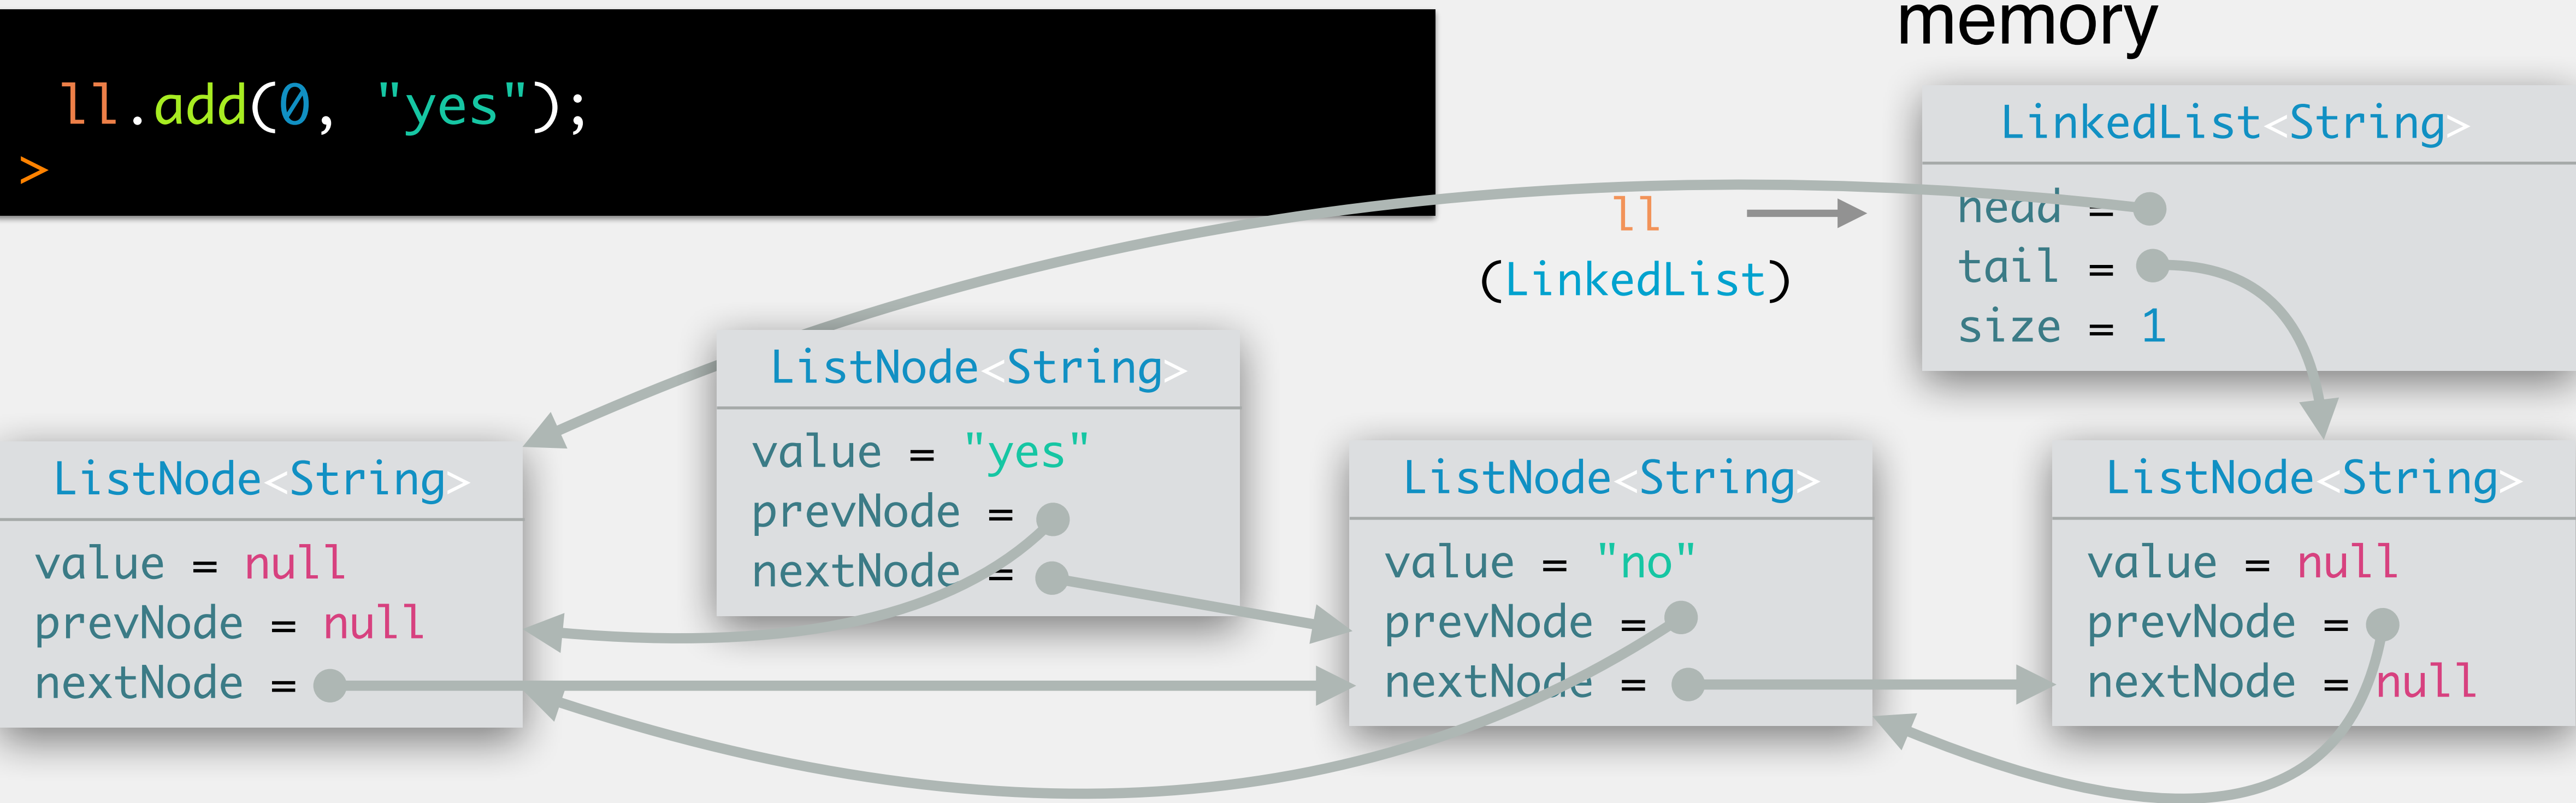 memory
ll.add(0, "yes");
>
ll
(LinkedList)
LinkedList<String>
head =
tail =
size = 1
ListNode<String>
value = null
prevNode = null
nextNode =
ListNode<String>
value = "yes"
prevNode =
nextNode =
ListNode<String>
value = "no"
prevNode =
nextNode =
ListNode<String>
value = null
prevNode =
nextNode = null